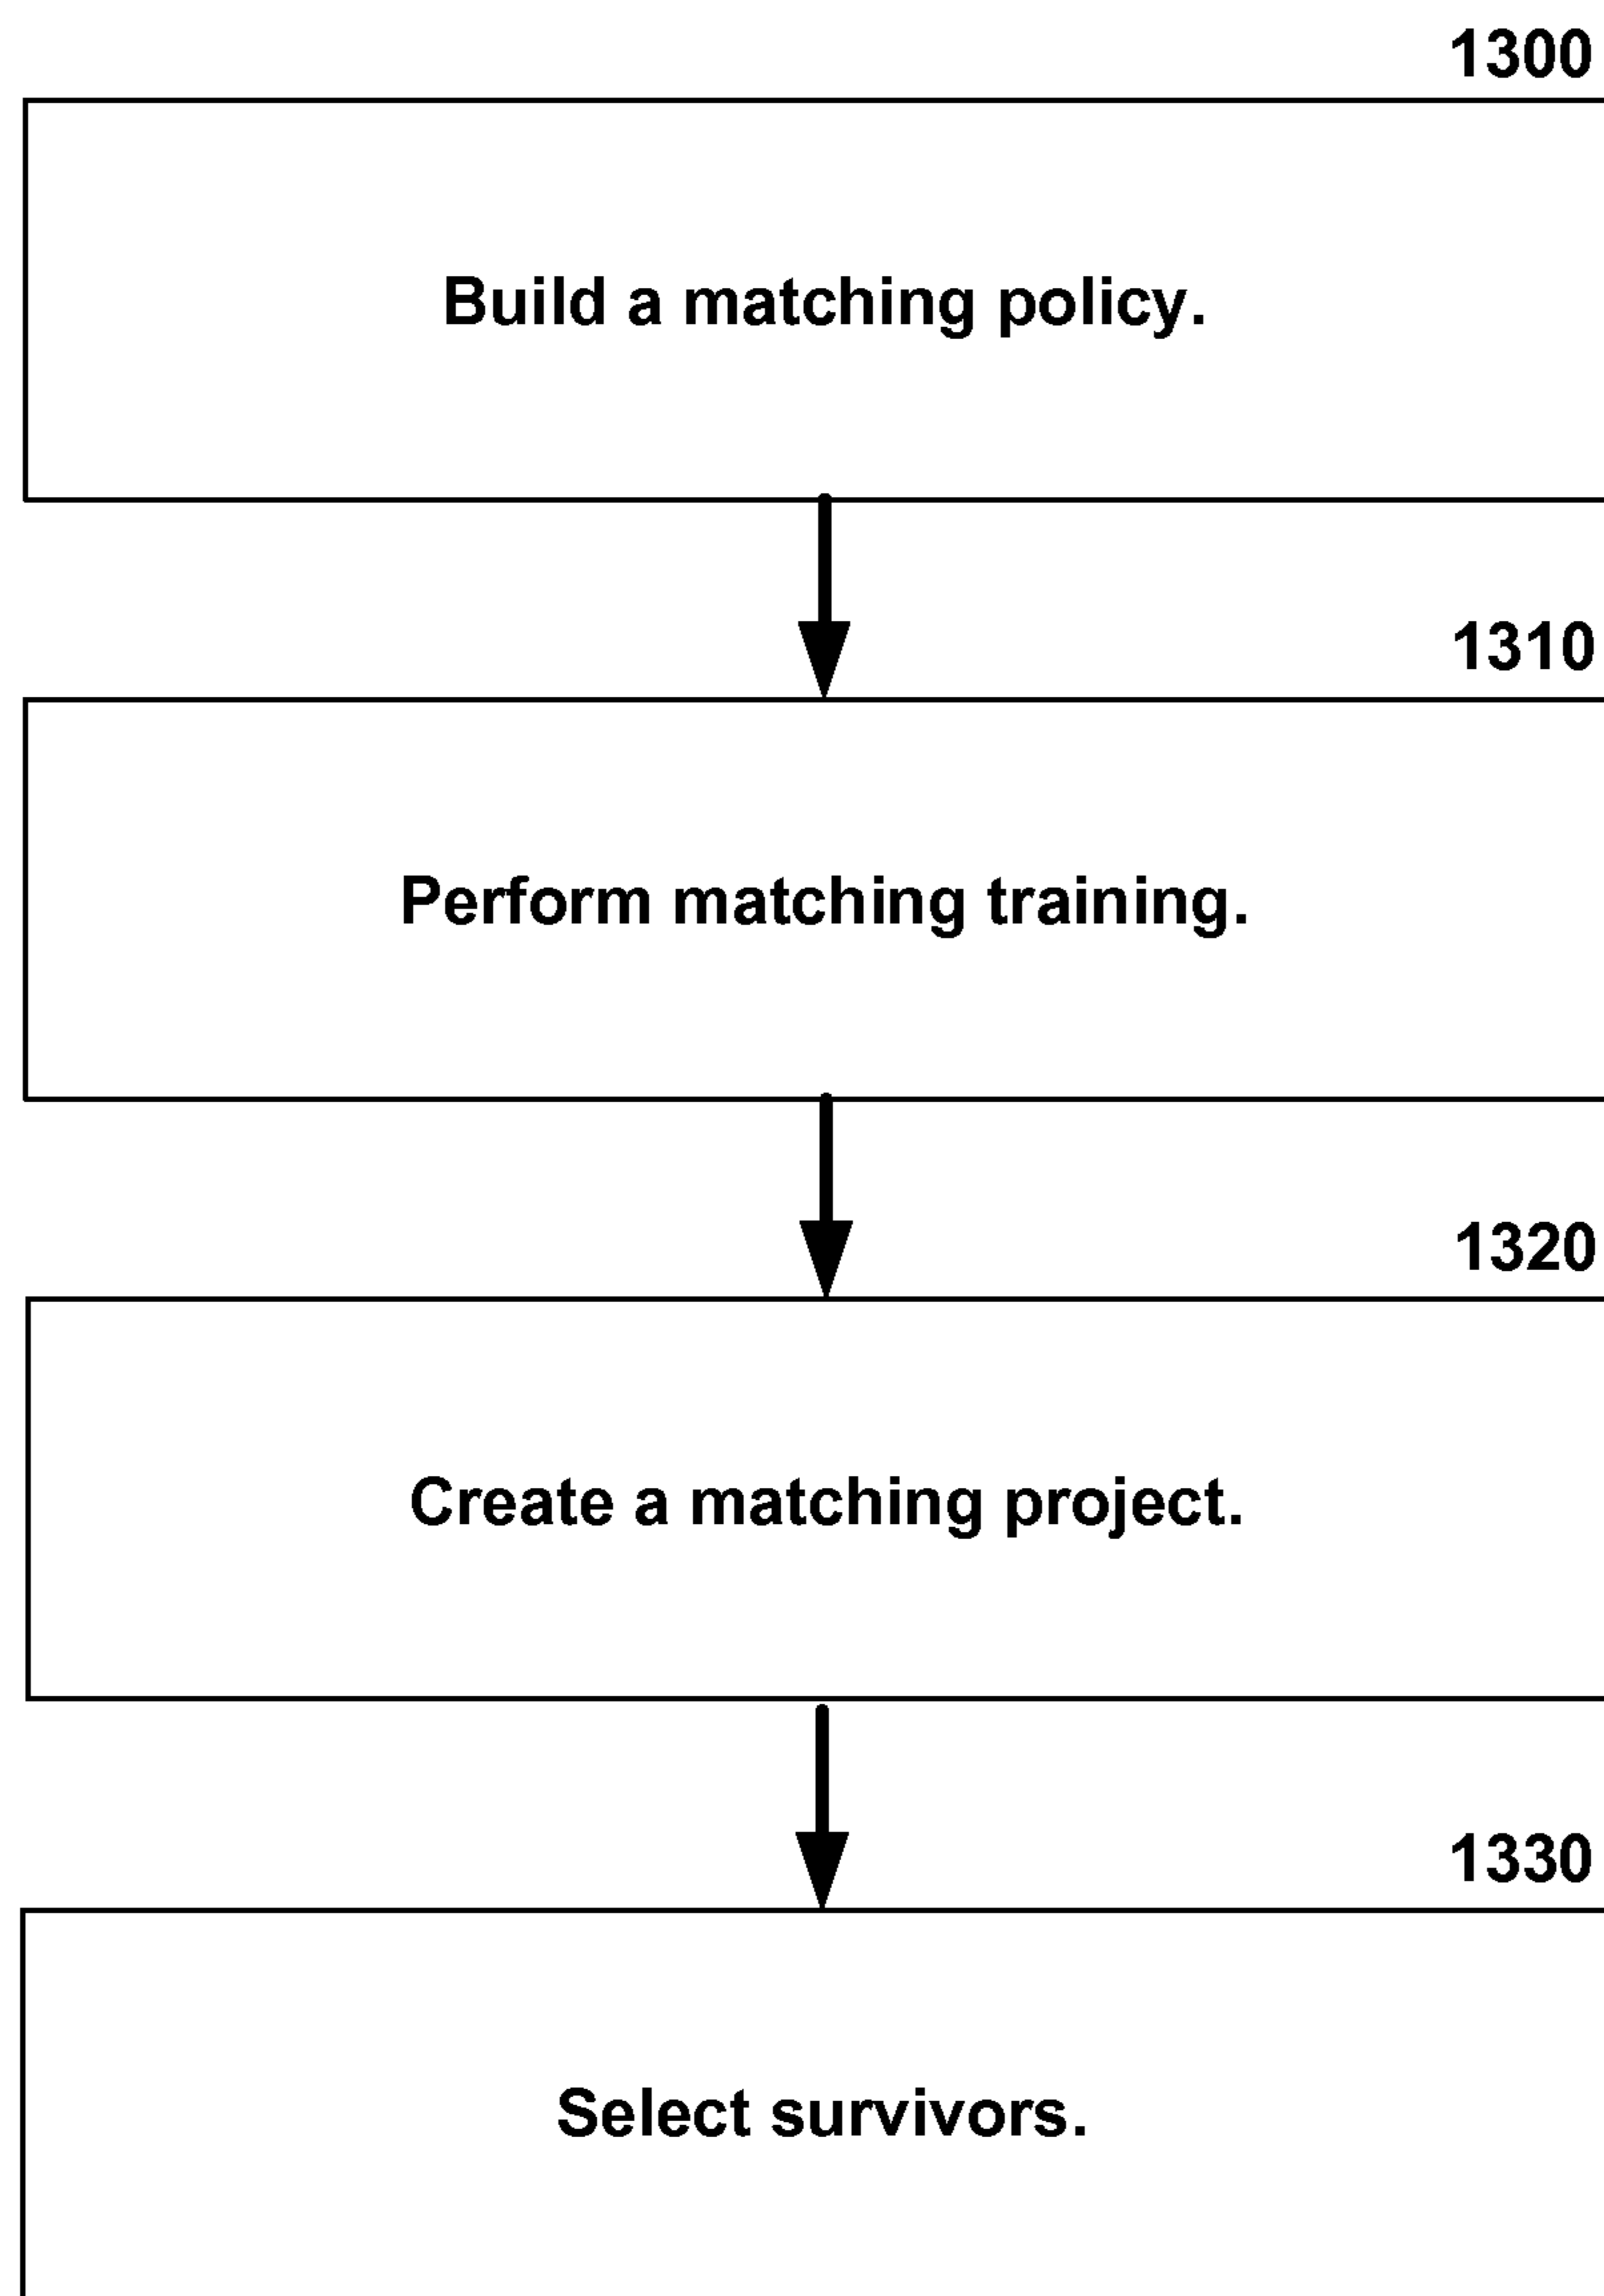 1300
Build a matching policy.
1310
Perform matching training.
1320
Create a matching project.
1330
Select survivors.